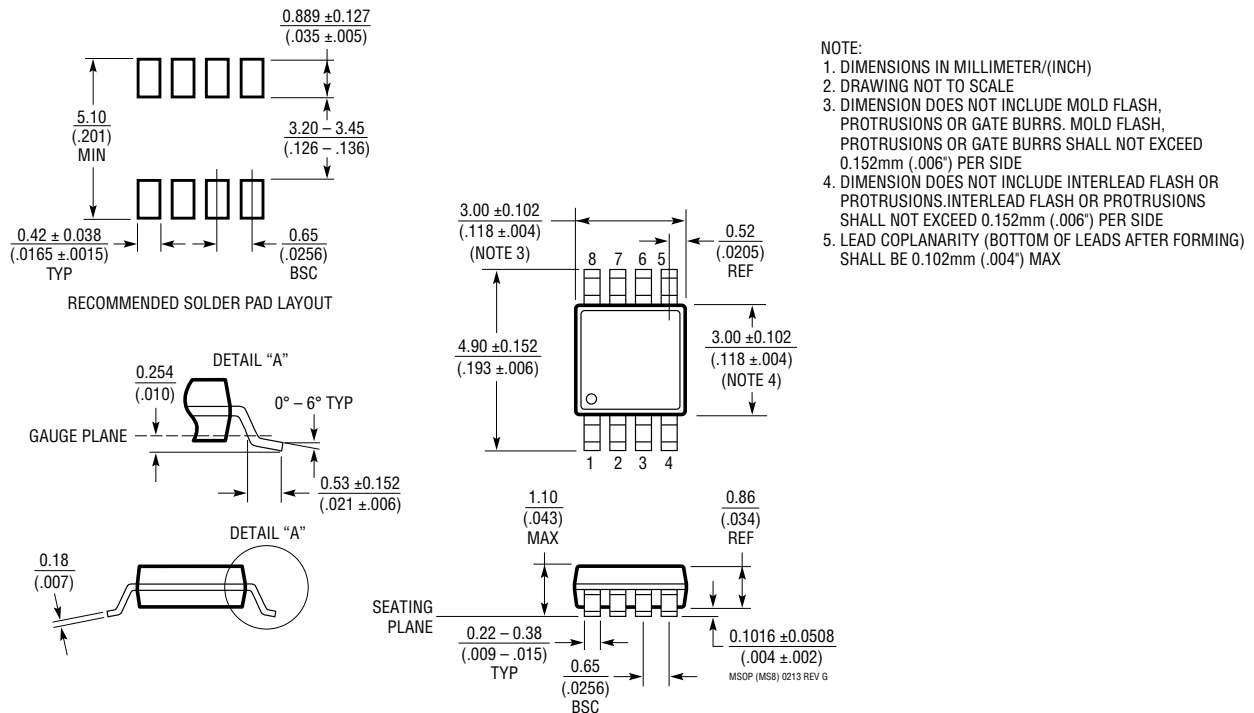 0.889 ±0.127
(.035 ±.005)
5.10
(.201)
MIN
3.20 – 3.45
(.126 – .136)
0.42 ± 0.038
(.0165 ±.0015)
TYP
0.65
(.0256)
BSC
RECOMMENDED SOLDER PAD LAYOUT
NOTE:
1. DIMENSIONS IN MILLIMETER/(INCH)
2. DRAWING NOT TO SCALE
3. DIMENSION DOES NOT INCLUDE MOLD FLASH,
PROTRUSIONS OR GATE BURRS. MOLD FLASH,
PROTRUSIONS OR GATE BURRS SHALL NOT EXCEED
0.152mm (.006") PER SIDE
4. DIMENSION DOES NOT INCLUDE INTERLEAD FLASH OR
PROTRUSIONS.INTERLEAD FLASH OR PROTRUSIONS
SHALL NOT EXCEED 0.152mm (.006") PER SIDE
5. LEAD COPLANARITY (BOTTOM OF LEADS AFTER FORMING)
SHALL BE 0.102mm (.004") MAX
3.00 ±0.102
(.118 ±.004)
(NOTE 3)
8 7 6 5
0.52
(.0205)
REF
4.90 ±0.152
(.193 ±.006)
3.00 ±0.102
(.118 ±.004)
(NOTE 4)
1 2 3 4
DETAIL “A”
0.254
(.010)
0° – 6° TYP
GAUGE PLANE
0.53 ±0.152
(.021 ±.006)
DETAIL “A”
0.18
(.007)
1.10
(.043)
MAX
0.86
(.034)
REF
SEATING
PLANE
0.22 – 0.38
(.009 – .015)
TYP
0.65
(.0256)
BSC
0.1016 ±0.0508
(.004 ±.002)
MSOP (MS8) 0213 REV G